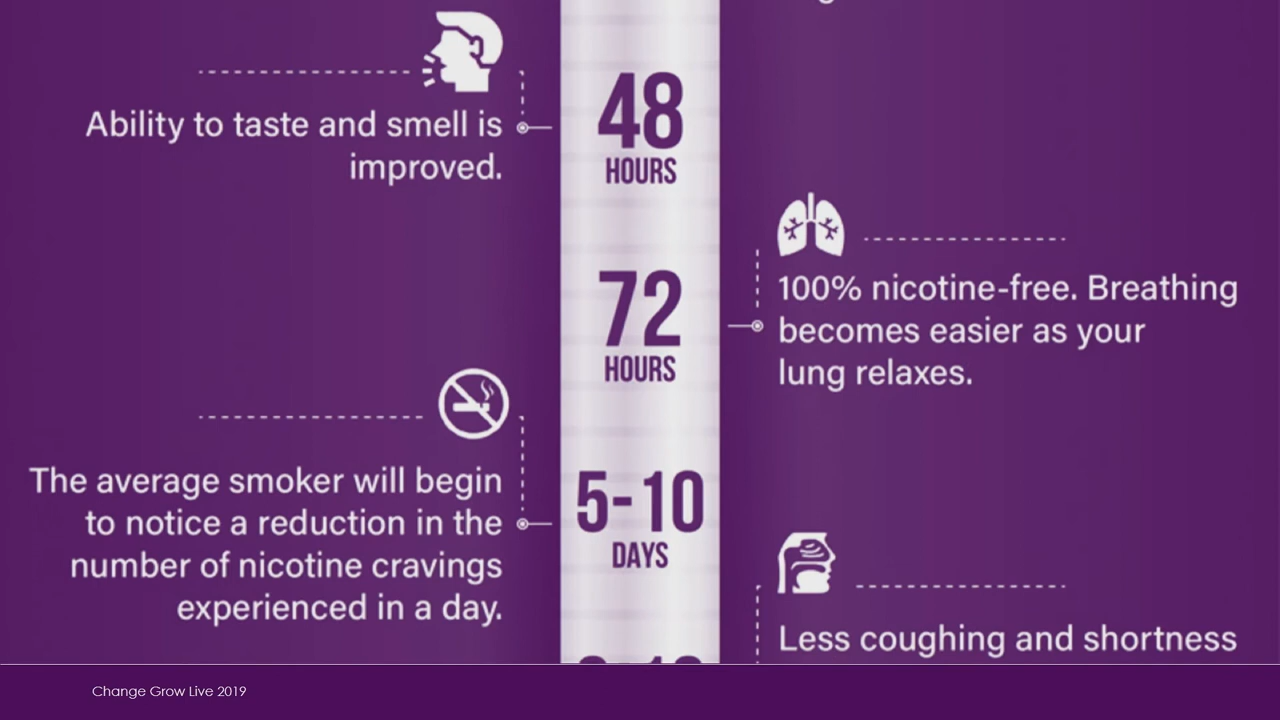 Ability to taste and smell is
improved.
48
HOURS
72
HOURS
100% nicotine-free. Breathing
becomes easier as your
lung relaxes.
The average smoker will begin
to notice a reduction in the
number of nicotine cravings
experienced in a day.
5-10
DAYS
Less coughing and shortness
Change Grow Live 2019